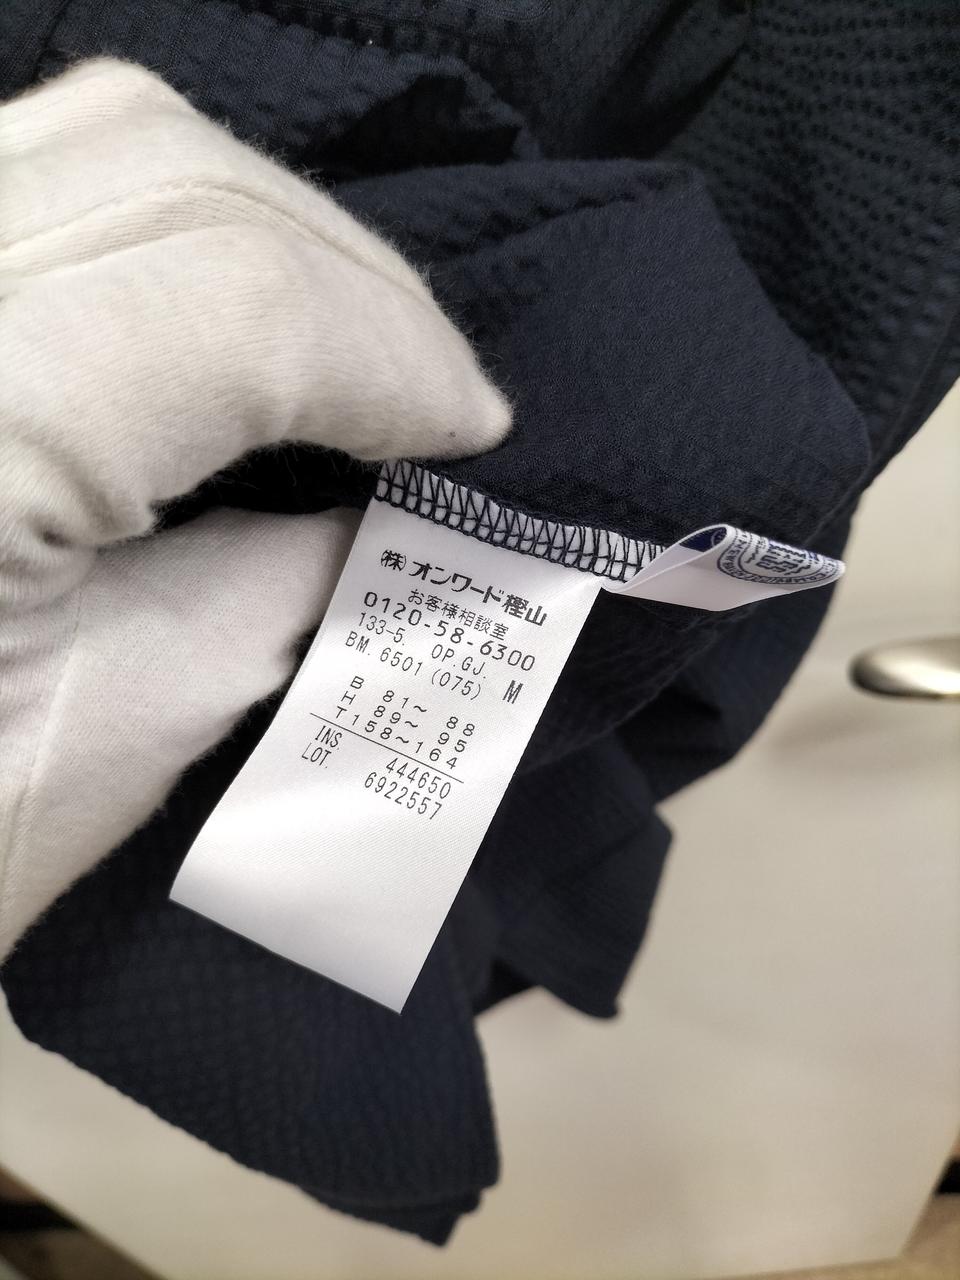 ㈱オンワード樫山
お客様相談室
0120-58-6300
133-5. OP.GJ.
BM. 6501 (075) M
B 81~ 88
H 89~ 95
T158~164
INS. 444650
LOT. 6922557